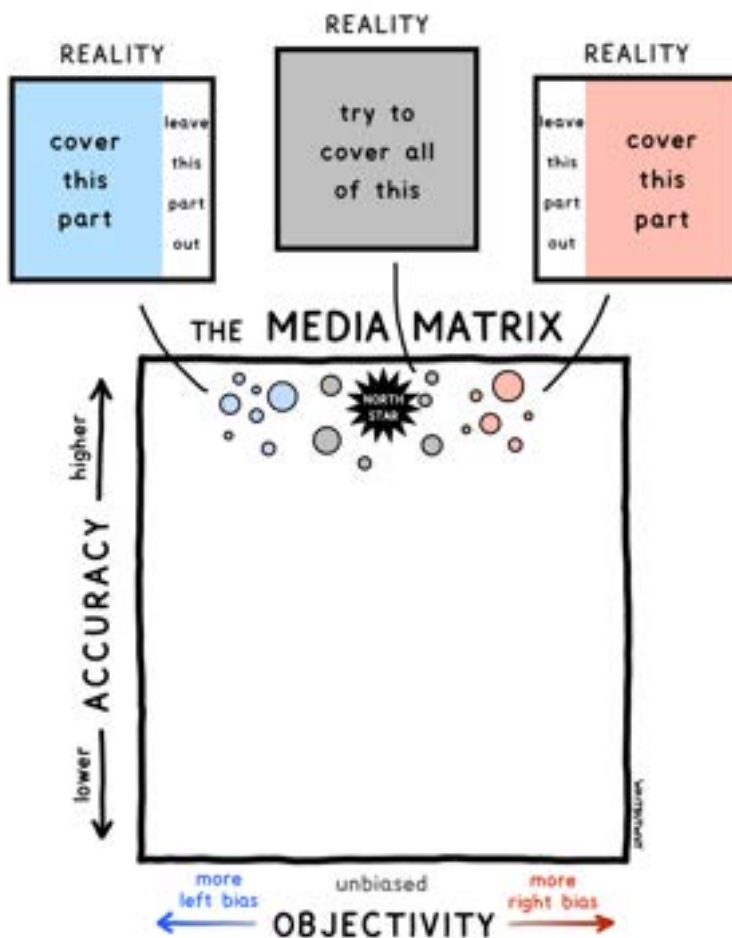 REALITY
cover
this
part
leave
this
part
out
REALITY
try to
cover all
of this
REALITY
leave
this
part
out
cover
this
part
THE MEDIA MATRIX
NORTH
STAR
higher
ACCURACY
lower
more
left bias
unbiased
more
right bias
OBJECTIVITY